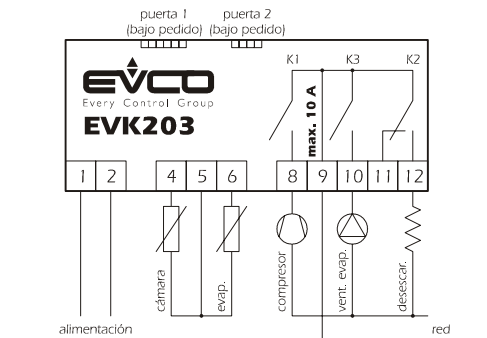 puerta 1 puerta 2
(bajo pedido) (bajo pedido)
K1 K3 K2
EVCO
Every Control Group
EVK203
max. 10 A
1 2 4 5 6 8 9 10 11 12
cámara
evap.
compresor
vent. evap.
desescar.
alimentación
red